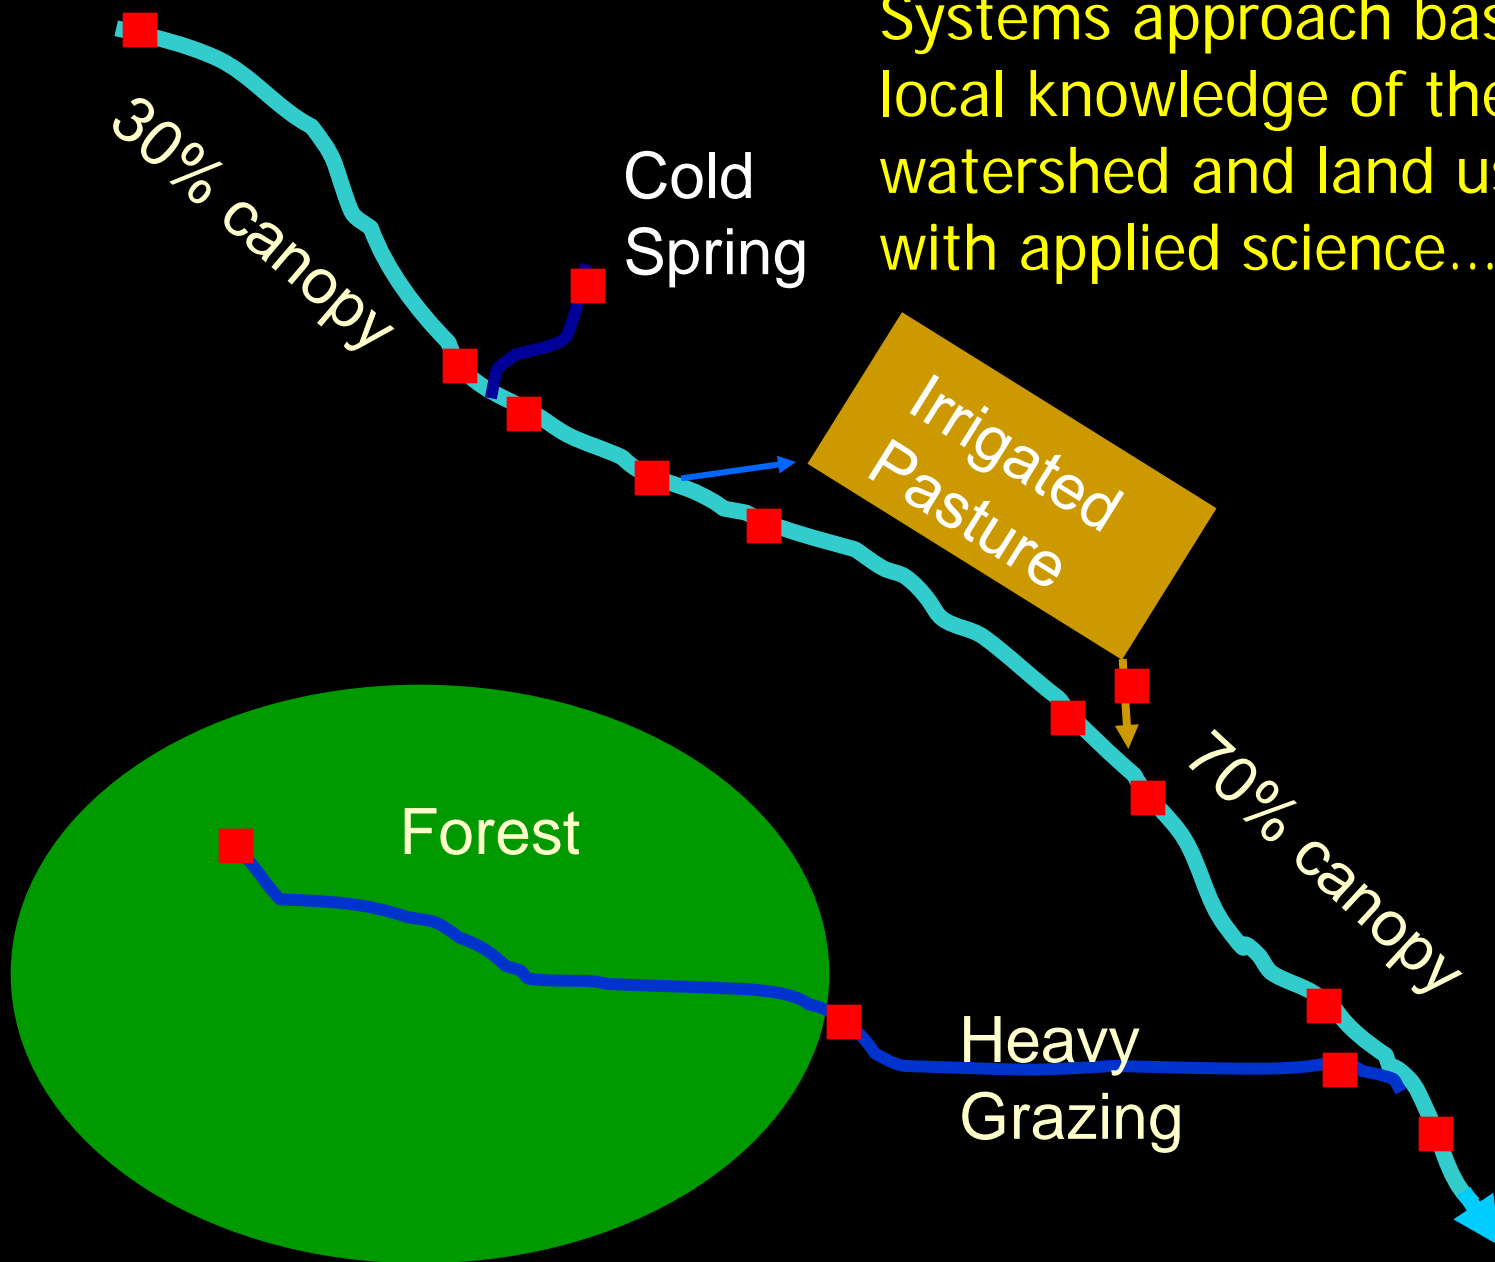 Systems approach
local knowledge of the
watershed and land
with applied science...
30% canopy
Cold
Spring
Irrigated
Pasture
70% canopy
Forest
Heavy
Grazing